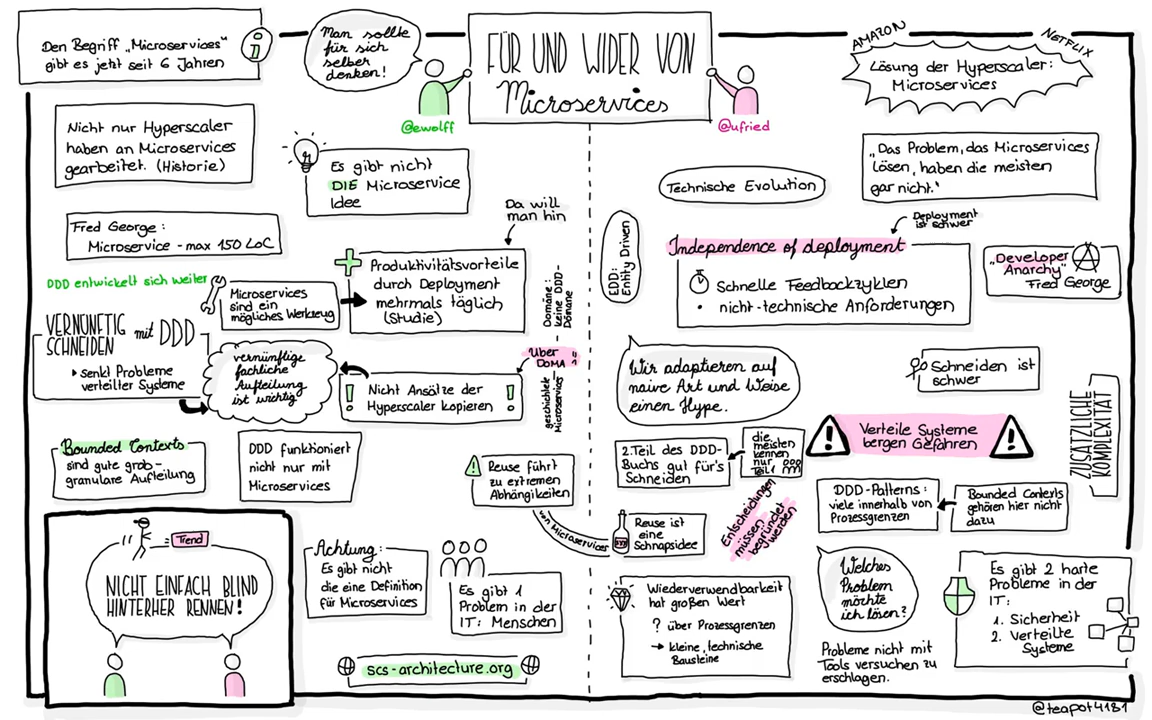 Den Begriff „Microservices"
gibt es jetzt seit 6 Jahren
i
Man sollte
für sich
selber
denken!
FÜR UND WIDER VON
Microservices
@ewolff
@ufried
AMAZON
NETFLIX
Lösung der Hyperscaler:
Microservices
Nicht nur Hyperscaler
haben an Microservices
gearbeitet. (Historie)
Es gibt nicht
DIE Microservice
Idee
Fred George:
Microservice - max 150 LoC
Da will
man hin
DDD entwickelt sich weiter
Microservices
sind ein
mögliches Werkzeug
Produktivitätsvorteile
durch Deployment
mehrmals täglich
(Studie)
VERNÜNFTIG
SCHNEIDEN
mit DDD
senkt Probleme
verteilter Systeme
vernünftige
fachliche
Aufteilung
ist wichtig
! Nicht Ansätze der !
Hyperscaler kopieren
Uber
DOMA
Domäne:
keine DDD-
Domäne
geschichtete
Microservices
Bounded Contexts
sind gute grob-
granulare Aufteilung
DDD funktioniert
nicht nur mit
Microservices
! Reuse führt
zu extremen
Abhängigkeiten
von Microservices
Trend
NICHT EINFACH BLIND
HINTERHER RENNEN!
Achtung:
Es gibt nicht
die eine Definition
für Microservices
Es gibt 1
Problem in der
IT: Menschen
scs-architecture.org
„Das Problem, das Microservices
lösen, haben die meisten
gar nicht."
Technische Evolution
EDD:
Entity Driven
Deployment
ist schwer
Independence of deployment
Schnelle Feedbackzyklen
• nicht-technische Anforderungen
„Developer
Anarchy"
Fred George
Wir adaptieren auf
naive Art und Weise
einen Hype.
Schneiden ist
schwer
ZUSÄTZLICHE
KOMPLEXITÄT
! Verteile Systeme !
bergen Gefahren
2. Teil des DDD-
Buchs gut für's
Schneiden
die
meisten
kennen
nur
Teil 1
DDD-Patterns:
viele innerhalb von
Prozessgrenzen
Bounded Contexts
gehören hier nicht
dazu
Entscheidungen
müssen
begründet
werden
Reuse ist
eine
Schnapsidee
Wiederverwendbarkeit
hat großen Wert
? über Prozessgrenzen
→ kleine, technische
Bausteine
Welches
Problem
möchte
ich lösen?
Probleme nicht mit
Tools versuchen zu
erschlagen.
Es gibt 2 harte
Probleme in der
IT:
1. Sicherheit
2. Verteilte
Systeme
@teapot4181